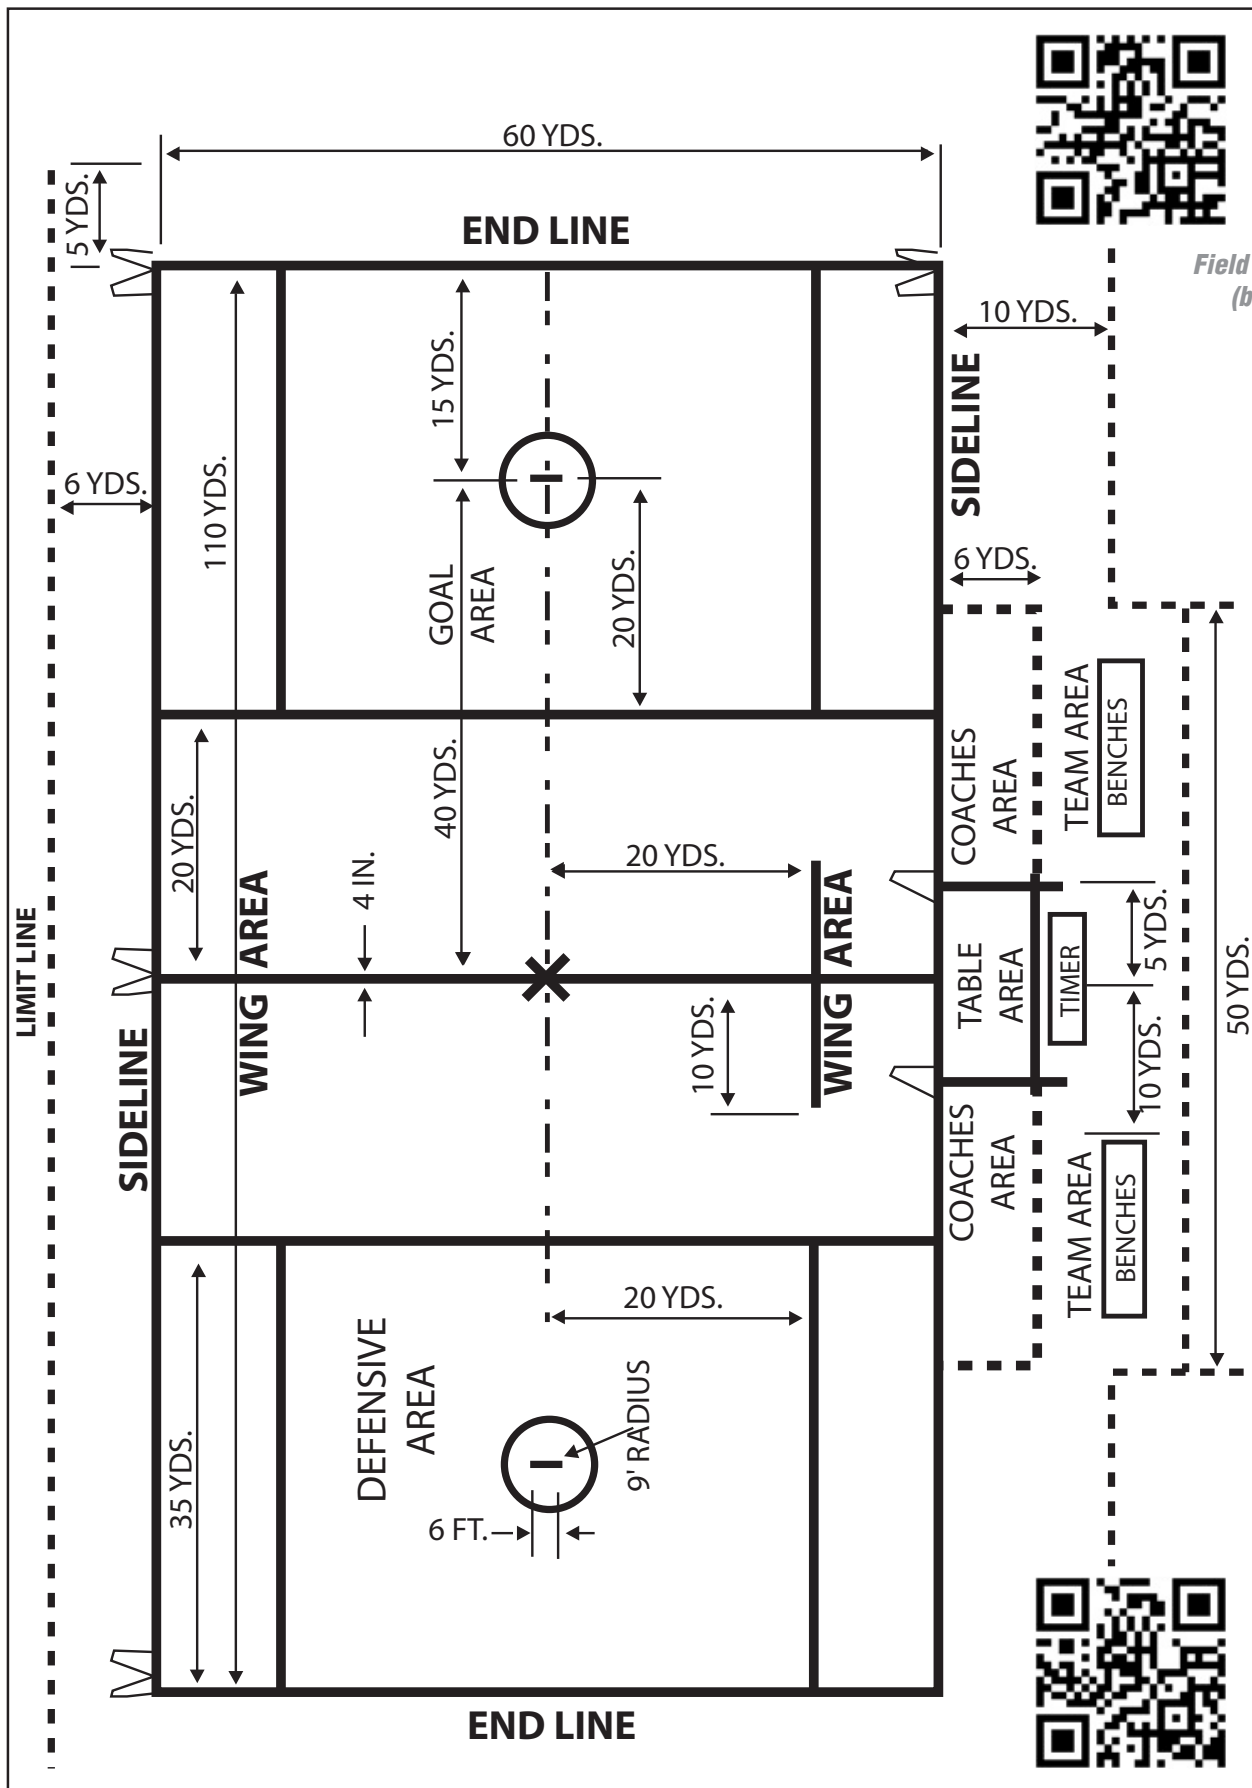 60 YDS.
5 YDS.
END LINE
Field
(b
10 YDS.
15 YDS.
SIDELINE
6 YDS.
110 YDS.
6 YDS.
GOAL
AREA
20 YDS.
TEAM AREA
BENCHES
COACHES
AREA
40 YDS.
20 YDS.
20 YDS.
4 IN.
WING AREA
WING AREA
LIMIT LINE
TABLE
AREA
TIMER
5 YDS.
50 YDS.
SIDELINE
10 YDS.
10 YDS.
COACHES
AREA
TEAM AREA
BENCHES
20 YDS.
DEFENSIVE
AREA
9' RADIUS
35 YDS.
6 FT.
END LINE